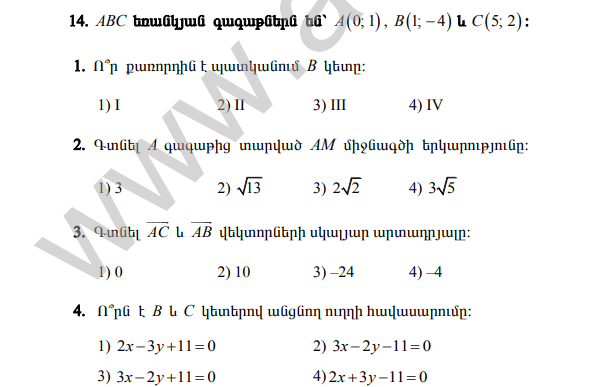 14. ABC եռանկյան գագաթներն են՝ A(0; 1), B(1; −4) և C(5; 2):
1. Ո՞ր քառորդին է պատկանում B կետը:
1) I 2) II 3) III 4) IV
2. Գտնել A գագաթից տարված AM միջնագծի երկարությունը:
1) 3 2) √13 3) 2√2 4) 3√5
3. Գտնել \overline{AC} և \overline{AB} վեկտորների սկալյար արտադրյալը:
1) 0 2) 10 3) –24 4) –4
4. Ո՞րն է B և C կետերով անցնող ուղղի հավասարումը:
1) 2x−3y+11=0 2) 3x−2y−11=0
3) 3x−2y+11=0 4) 2x+3y−11=0
www.a